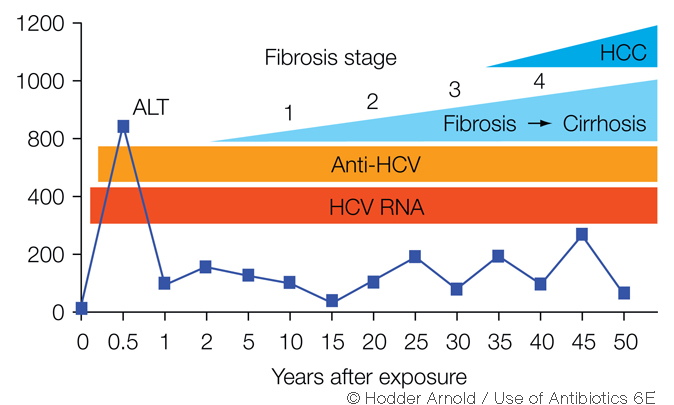 1200
1000
800
400
200
0
HCC
Fibrosis stage
1
2
3
4
ALT
Fibrosis → Cirrhosis
Anti-HCV
HCV RNA
0 0.5 1 2 5 10 15 20 25 30 35 40 45 50
Years after exposure
© Hodder Arnold / Use of Antibiotics 6E